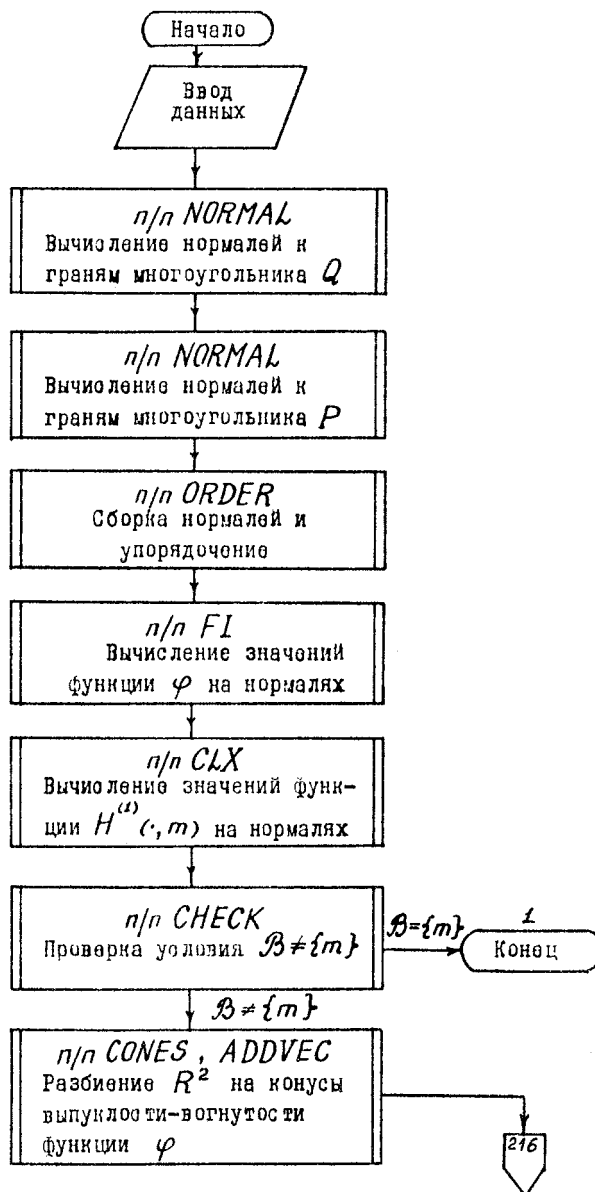 Начало
Ввод
данных
п/п NORMAL
Вычисление нормалей к
граням многоугольника Q
п/п NORMAL
Вычисление нормалей к
граням многоугольника P
п/п ORDER
Сборка нормалей и
упорядочение
п/п FI
Вычисление значений
функции φ на нормалях
п/п CLX
Вычисление значений функ-
ции H⁽¹⁾(·, m) на нормалях
п/п CHECK
Проверка условия ℬ≠{m}
ℬ={m}
1
Конец
ℬ≠{m}
п/п CONES , ADDVEC
Разбиение R² на конусы
выпуклости-вогнутости
функции φ
216